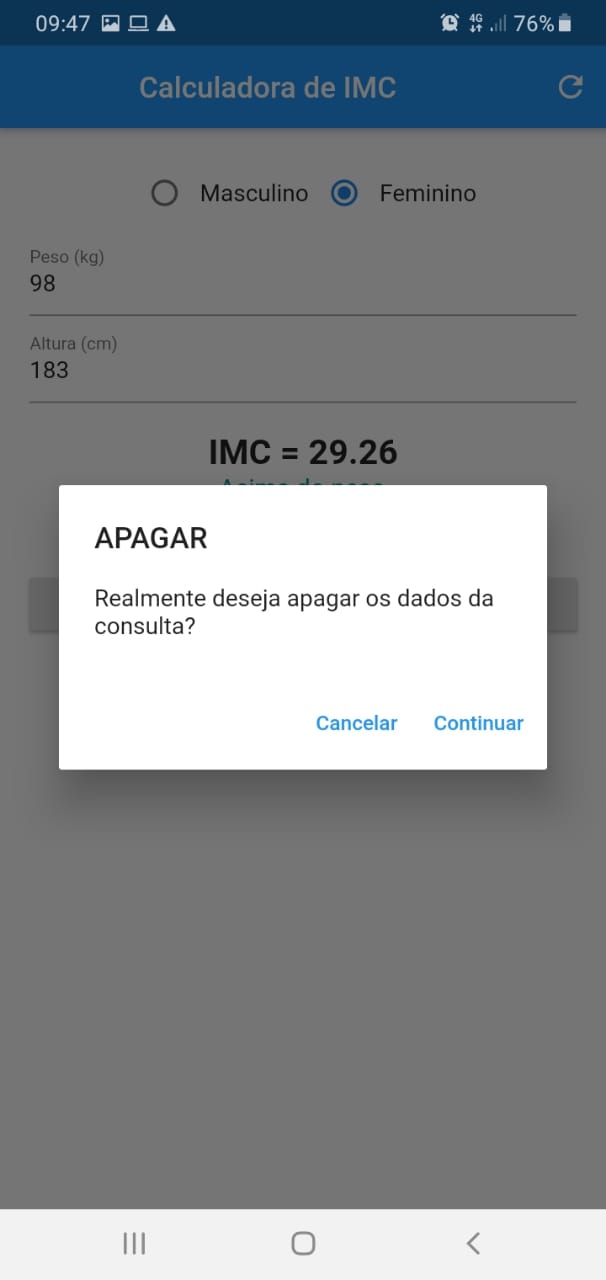 09:47
4G
76%
Calculadora de IMC
Masculino
Feminino
Peso (kg)
98
Altura (cm)
183
IMC = 29.26
APAGAR
Realmente deseja apagar os dados da
consulta?
Cancelar
Continuar